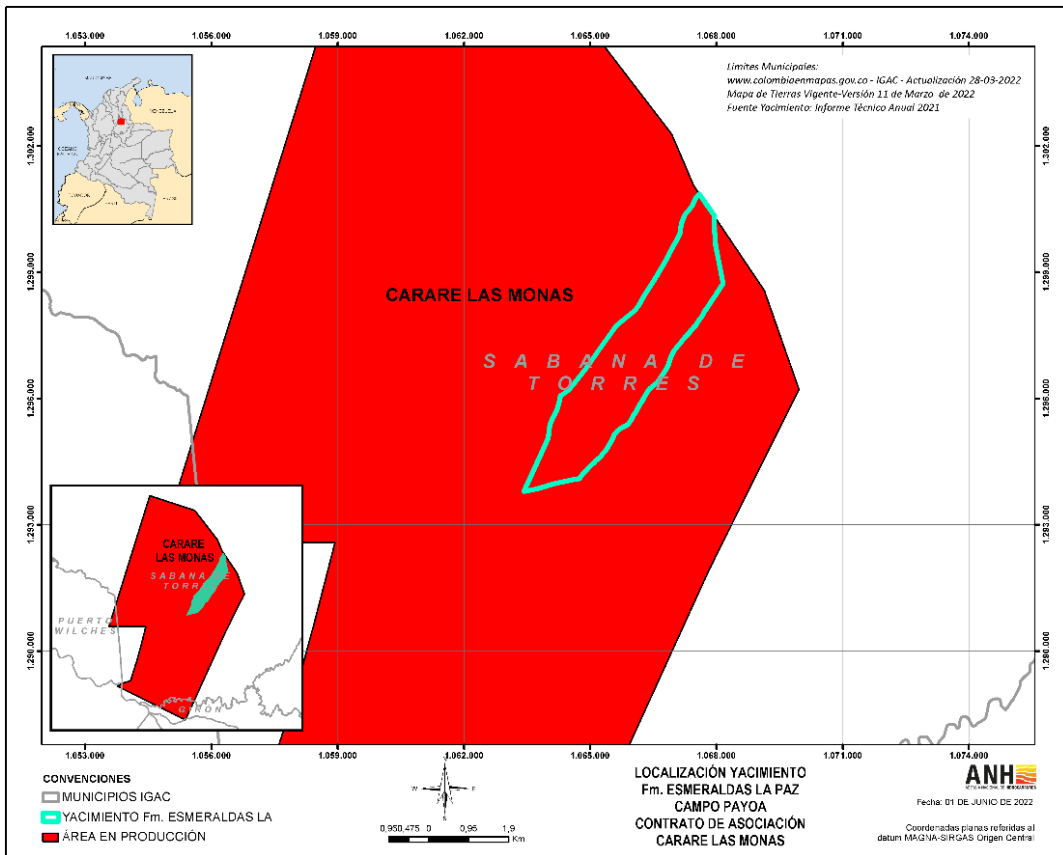 1.053.000 1.056.000 1.059.000 1.062.000 1.065.000 1.068.000 1.071.000 1.074.000
Limites Municipales:
www.colombiaenmapas.gov.co - IGAC - Actualización 28-03-2022
Mapa de Tierras Vigente-Versión 11 de Marzo de 2022
Fuente Yacimiento: Informe Técnico Anual 2021
1.302.000 1.302.000
1.299.000 1.299.000
CARARE LAS MONAS
SABANA DE
TORRES
1.296.000 1.296.000
1.293.000 1.293.000
CARARE
LAS MONAS
PUERTO
WILCHES
GIRÓN
1.290.000 1.290.000
1.053.000 1.056.000 1.059.000 1.062.000 1.065.000 1.068.000 1.071.000 1.074.000
CONVENCIONES
MUNICIPIOS IGAC
YACIMIENTO Fm. ESMERALDAS LA
ÁREA EN PRODUCCIÓN
W E
0,950,475 0 0,95 1,9
Km
LOCALIZACIÓN YACIMIENTO
Fm. ESMERALDAS LA PAZ
CAMPO PAYOA
CONTRATO DE ASOCIACIÓN
CARARE LAS MONAS
ANH
AGENCIA NACIONAL DE HIDROCARBUROS
Fecha: 01 DE JUNIO DE 2022
Coordenadas planas referidas al
datum MAGNA-SIRGAS Origen Central